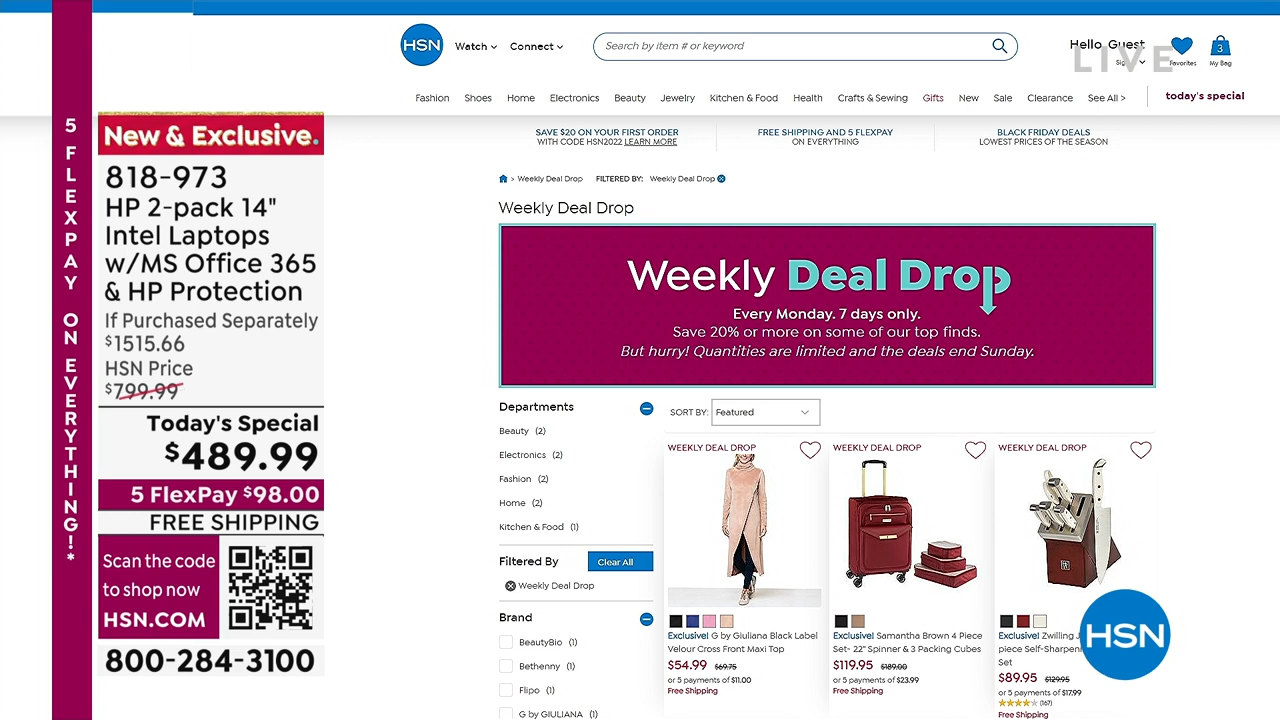 5 FLEXPAY ON EVERYTHING!*
New & Exclusive.
818-973
HP 2-pack 14"
Intel Laptops
w/MS Office 365
& HP Protection
If Purchased Separately
$1515.66
HSN Price
$799.99
Today's Special
$489.99
5 FlexPay $98.00
FREE SHIPPING
Scan the code
to shop now
HSN.COM
800-284-3100
HSN
Watch
Connect
Search by item # or keyword
Hello, Guest
LIVE
Favorites
3
My Bag
Fashion Shoes Home Electronics Beauty Jewelry Kitchen & Food Health Crafts & Sewing Gifts New Sale Clearance See All >
today's special
SAVE $20 ON YOUR FIRST ORDER
WITH CODE HSN2022 LEARN MORE
FREE SHIPPING AND 5 FLEXPAY
ON EVERYTHING
BLACK FRIDAY DEALS
LOWEST PRICES OF THE SEASON
> Weekly Deal Drop FILTERED BY: Weekly Deal Drop
Weekly Deal Drop
Weekly Deal Drop
Every Monday. 7 days only.
Save 20% or more on some of our top finds.
But hurry! Quantities are limited and the deals end Sunday.
Departments
Beauty (2)
Electronics (2)
Fashion (2)
Home (2)
Kitchen & Food (1)
Filtered By
Clear All
Weekly Deal Drop
Brand
BeautyBio (1)
Bethenny (1)
Flipo (1)
G by GIULIANA (1)
SORT BY: Featured
WEEKLY DEAL DROP
Exclusive! G by Giuliana Black Label
Velour Cross Front Maxi Top
$54.99 $69.75
or 5 payments of $11.00
Free Shipping
WEEKLY DEAL DROP
Exclusive! Samantha Brown 4 Piece
Set- 22" Spinner & 3 Packing Cubes
$119.95 $189.00
or 5 payments of $23.99
Free Shipping
WEEKLY DEAL DROP
Exclusive! Zwilling
piece Self-Sharpen
Set
$89.95 $129.95
or 5 payments of $17.99
(167)
Free Shipping
HSN